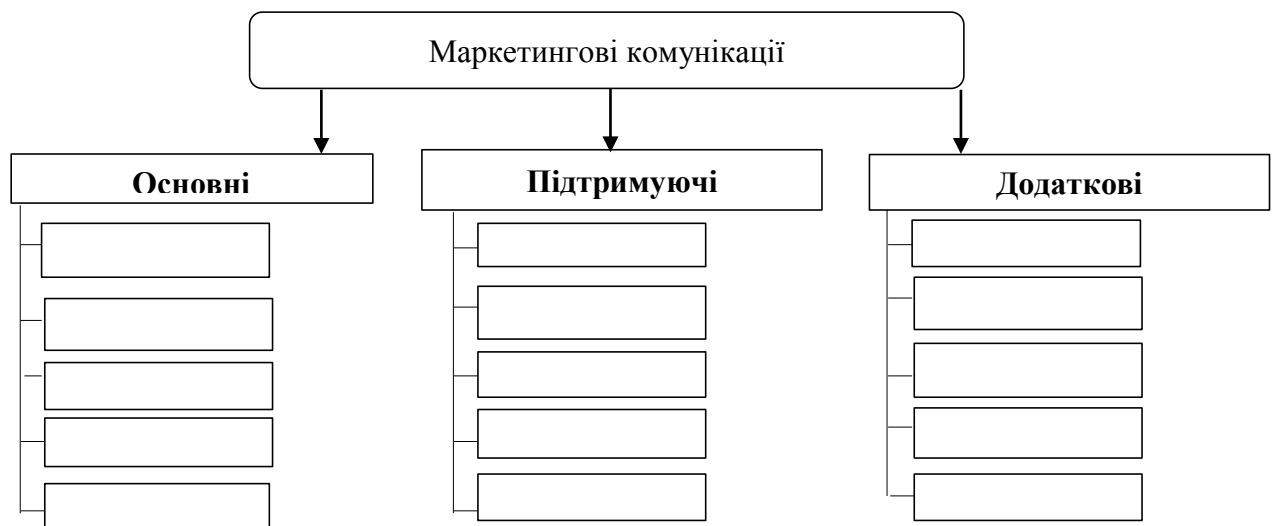 Маркетингові комунікації
Основні
Підтримуючі
Додаткові